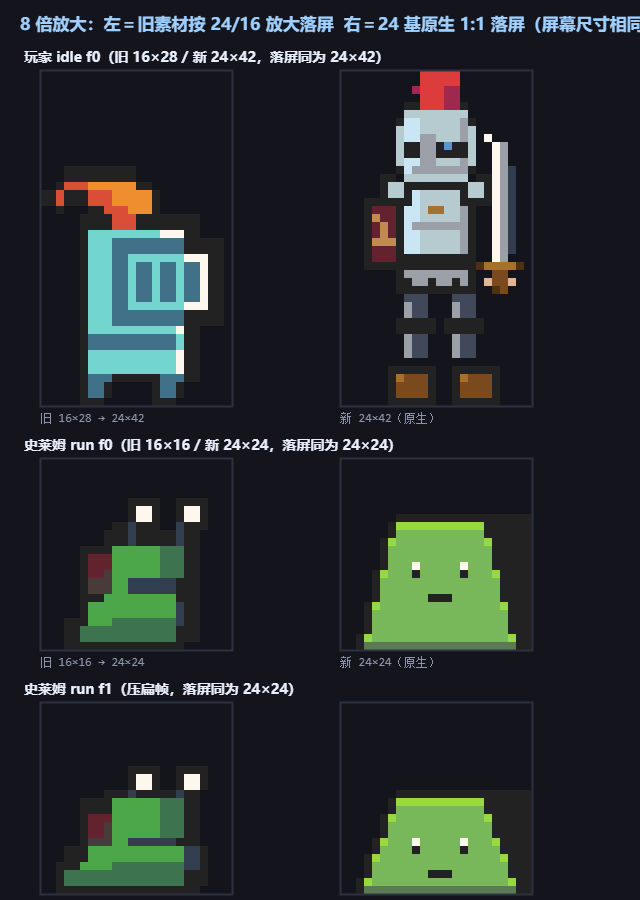 8 倍放大：左＝旧素材按 24/16 放大落屏  右＝24 基原生 1:1 落屏（屏幕尺寸相同
玩家 idle f0（旧 16×28 / 新 24×42，落屏同为 24×42）
旧 16×28 → 24×42
新 24×42（原生）
史莱姆 run f0（旧 16×16 / 新 24×24，落屏同为 24×24）
旧 16×16 → 24×24
新 24×24（原生）
史莱姆 run f1（压扁帧，落屏同为 24×24）